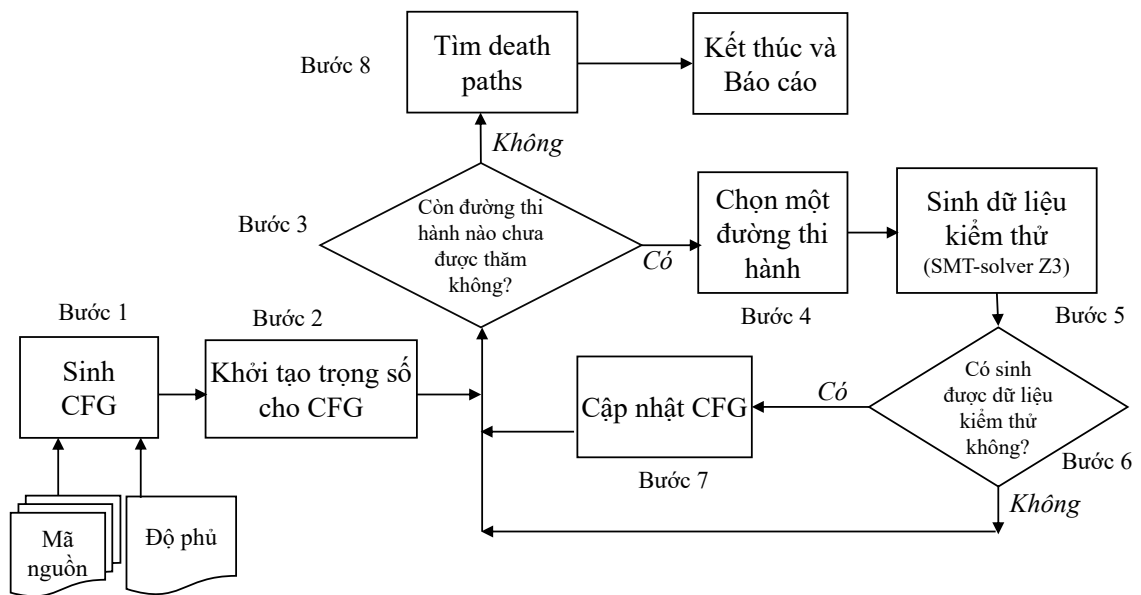 Bước 8
Tìm death
paths
Kết thúc và
Báo cáo
Không
Bước 3
Còn đường thi
hành nào chưa
được thăm
không?
Có
Chọn một
đường thi
hành
Sinh dữ liệu
kiểm thử
(SMT-solver Z3)
Bước 1
Bước 2
Bước 4
Bước 5
Sinh
CFG
Khởi tạo trọng số
cho CFG
Cập nhật CFG
Có
Có sinh
được dữ liệu
kiểm thử
không?
Bước 7
Bước 6
Không
Mã
nguồn
Độ phủ